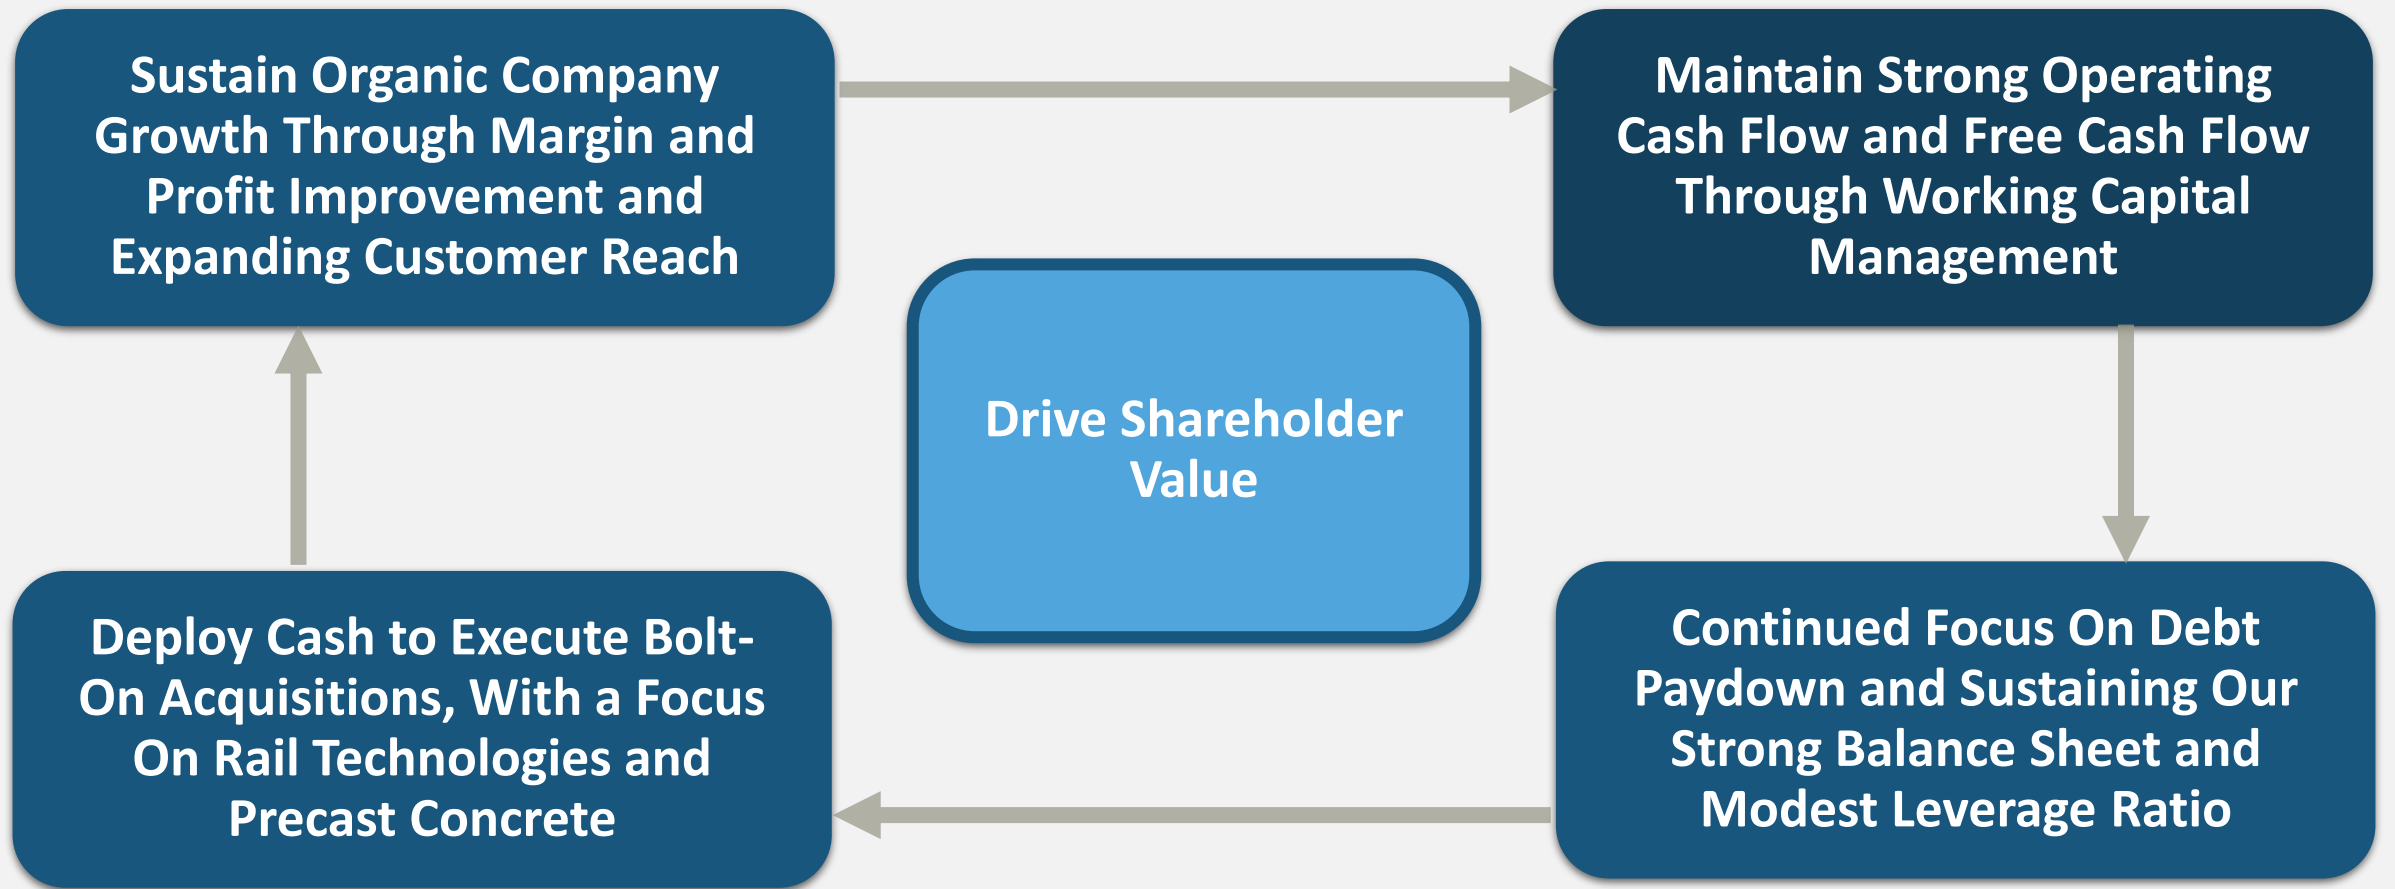 Sustain Organic Company
Growth Through Margin and
Profit Improvement and
Expanding Customer Reach
Maintain Strong Operating
Cash Flow and Free Cash Flow
Through Working Capital
Management
Drive Shareholder
Value
Deploy Cash to Execute Bolt-
On Acquisitions, With a Focus
On Rail Technologies and
Precast Concrete
Continued Focus On Debt
Paydown and Sustaining Our
Strong Balance Sheet and
Modest Leverage Ratio